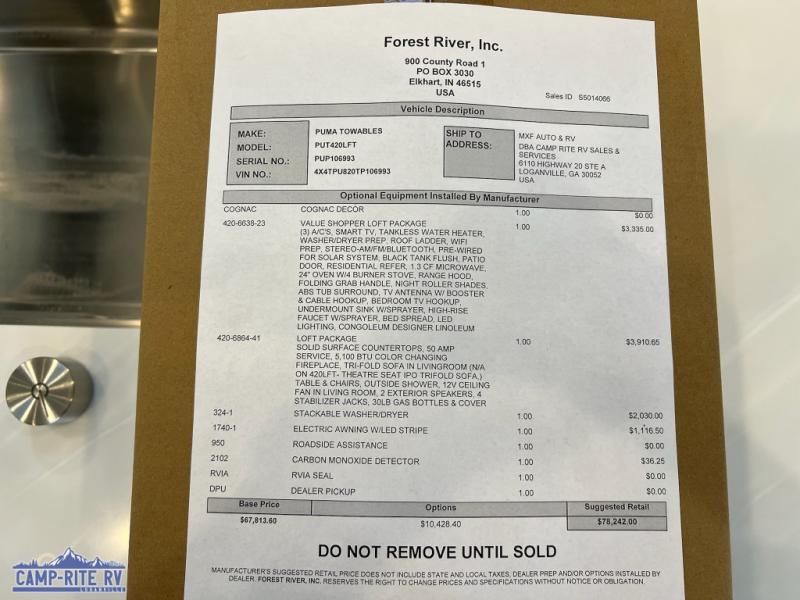 Forest River, Inc.
900 County Road 1
PO BOX 3030
Elkhart, IN 46515
USA
Sales ID S5014066
Vehicle Description
MAKE: PUMA TOWABLES
MODEL: PUT420LFT
SERIAL NO.: PUP106993
VIN NO.: 4X4TPU820TP106993
SHIP TO
ADDRESS:
MXF AUTO & RV
DBA CAMP RITE RV SALES &
SERVICES
6110 HIGHWAY 20 STE A
LOGANVILLE, GA 30052
USA
Optional Equipment Installed By Manufacturer
COGNAC COGNAC DECOR 1.00 $0.00
420-6638-23 VALUE SHOPPER LOFT PACKAGE 1.00 $3,335.00
(3) A/C'S, SMART TV, TANKLESS WATER HEATER,
WASHER/DRYER PREP, ROOF LADDER, WIFI
PREP, STEREO-AM/FM/BLUETOOTH, PRE-WIRED
FOR SOLAR SYSTEM, BLACK TANK FLUSH, PATIO
DOOR, RESIDENTIAL REFER, 1.3 CF MICROWAVE,
24" OVEN W/4 BURNER STOVE, RANGE HOOD,
FOLDING GRAB HANDLE, NIGHT ROLLER SHADES,
ABS TUB SURROUND, TV ANTENNA W/ BOOSTER
& CABLE HOOKUP, BEDROOM TV HOOKUP,
UNDERMOUNT SINK W/SPRAYER, HIGH-RISE
FAUCET W/SPRAYER, BED SPREAD, LED
LIGHTING, CONGOLEUM DESIGNER LINOLEUM
420-6864-41 LOFT PACKAGE 1.00 $3,910.65
SOLID SURFACE COUNTERTOPS, 50 AMP
SERVICE, 5,100 BTU COLOR CHANGING
FIREPLACE, TRI-FOLD SOFA IN LIVINGROOM (N/A
ON 420LFT- THEATRE SEAT IPO TRIFOLD SOFA,)
TABLE & CHAIRS, OUTSIDE SHOWER, 12V CEILING
FAN IN LIVING ROOM, 2 EXTERIOR SPEAKERS, 4
STABILIZER JACKS, 30LB GAS BOTTLES & COVER
324-1 STACKABLE WASHER/DRYER 1.00 $2,030.00
1740-1 ELECTRIC AWNING W/LED STRIPE 1.00 $1,116.50
950 ROADSIDE ASSISTANCE 1.00 $0.00
2102 CARBON MONOXIDE DETECTOR 1.00 $36.25
RVIA RVIA SEAL 1.00 $0.00
DPU DEALER PICKUP 1.00 $0.00
Base Price Options Suggested Retail
$67,813.60 $10,428.40 $78,242.00
DO NOT REMOVE UNTIL SOLD
MANUFACTURER'S SUGGESTED RETAIL PRICE DOES NOT INCLUDE STATE AND LOCAL TAXES, DEALER PREP AND/OR OPTIONS INSTALLED BY
DEALER. FOREST RIVER, INC. RESERVES THE RIGHT TO CHANGE PRICES AND SPECIFICATIONS WITHOUT NOTICE OR OBLIGATION.
CAMP-RITE RV
LOGANVILLE